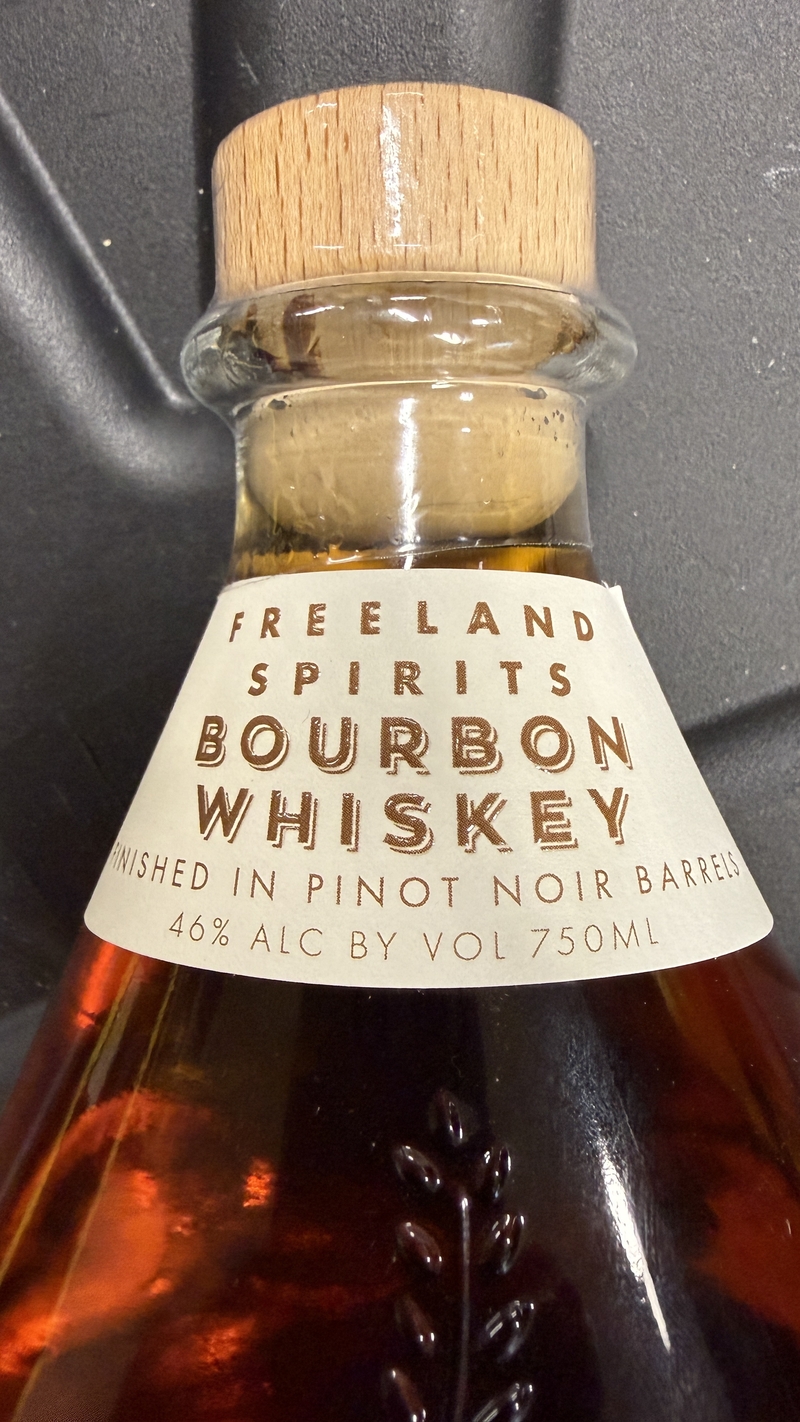 FREELAND
SPIRITS
BOURBON
WHISKEY
FINISHED IN PINOT NOIR BARRELS
46% ALC BY VOL 750ML